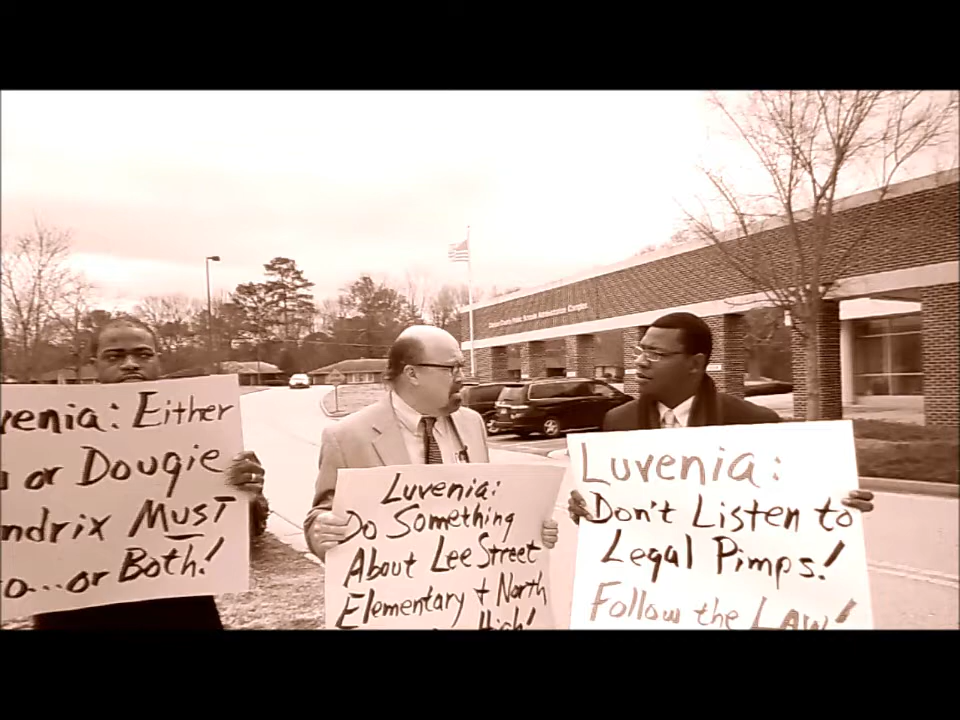 venia: Either
or Dougie
ndrix MUST
o...or Both!
Luvenia:
Do Something
About Lee Street
Elementary + North
High!
Luvenia:
Don't Listen to
Legal Pimps!
Follow the LAW!